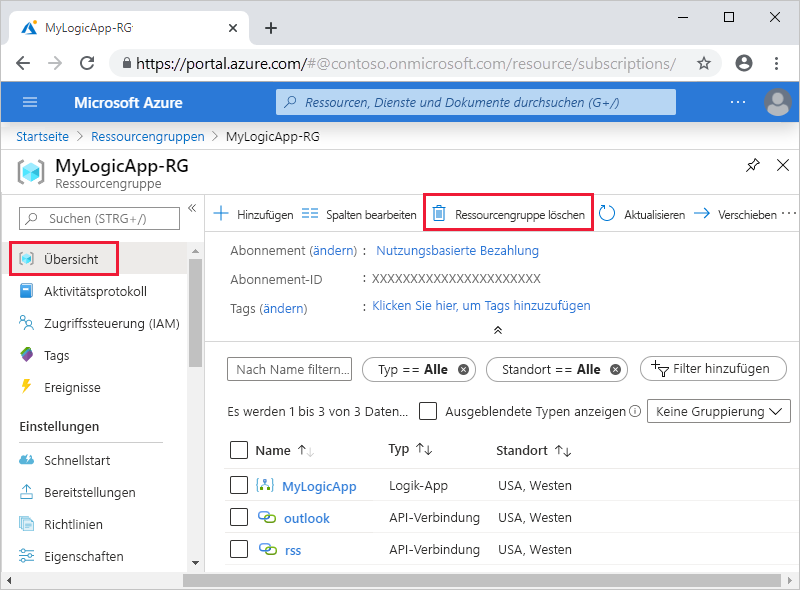 MyLogicApp-RG
https://portal.azure.com/#@contoso.onmicrosoft.com/resource/subscriptions/
Microsoft Azure
Ressourcen, Dienste und Dokumente durchsuchen (G+/)
Startseite > Ressourcengruppen > MyLogicApp-RG
MyLogicApp-RG
Ressourcengruppe
Suchen (STRG+/)
Übersicht
Aktivitätsprotokoll
Zugriffssteuerung (IAM)
Tags
Ereignisse
Einstellungen
Schnellstart
Bereitstellungen
Richtlinien
Eigenschaften
Hinzufügen Spalten bearbeiten Ressourcengruppe löschen Aktualisieren Verschieben ...
Abonnement (ändern) : Nutzungsbasierte Bezahlung
Abonnement-ID : XXXXXXXXXXXXXXXXXXXXXXX
Tags (ändern) : Klicken Sie hier, um Tags hinzuzufügen
Nach Name filtern... Typ == Alle Standort == Alle Filter hinzufügen
Es werden 1 bis 3 von 3 Daten... Ausgeblendete Typen anzeigen Keine Gruppierung
Name Typ Standort
MyLogicApp Logik-App USA, Westen
outlook API-Verbindung USA, Westen
rss API-Verbindung USA, Westen